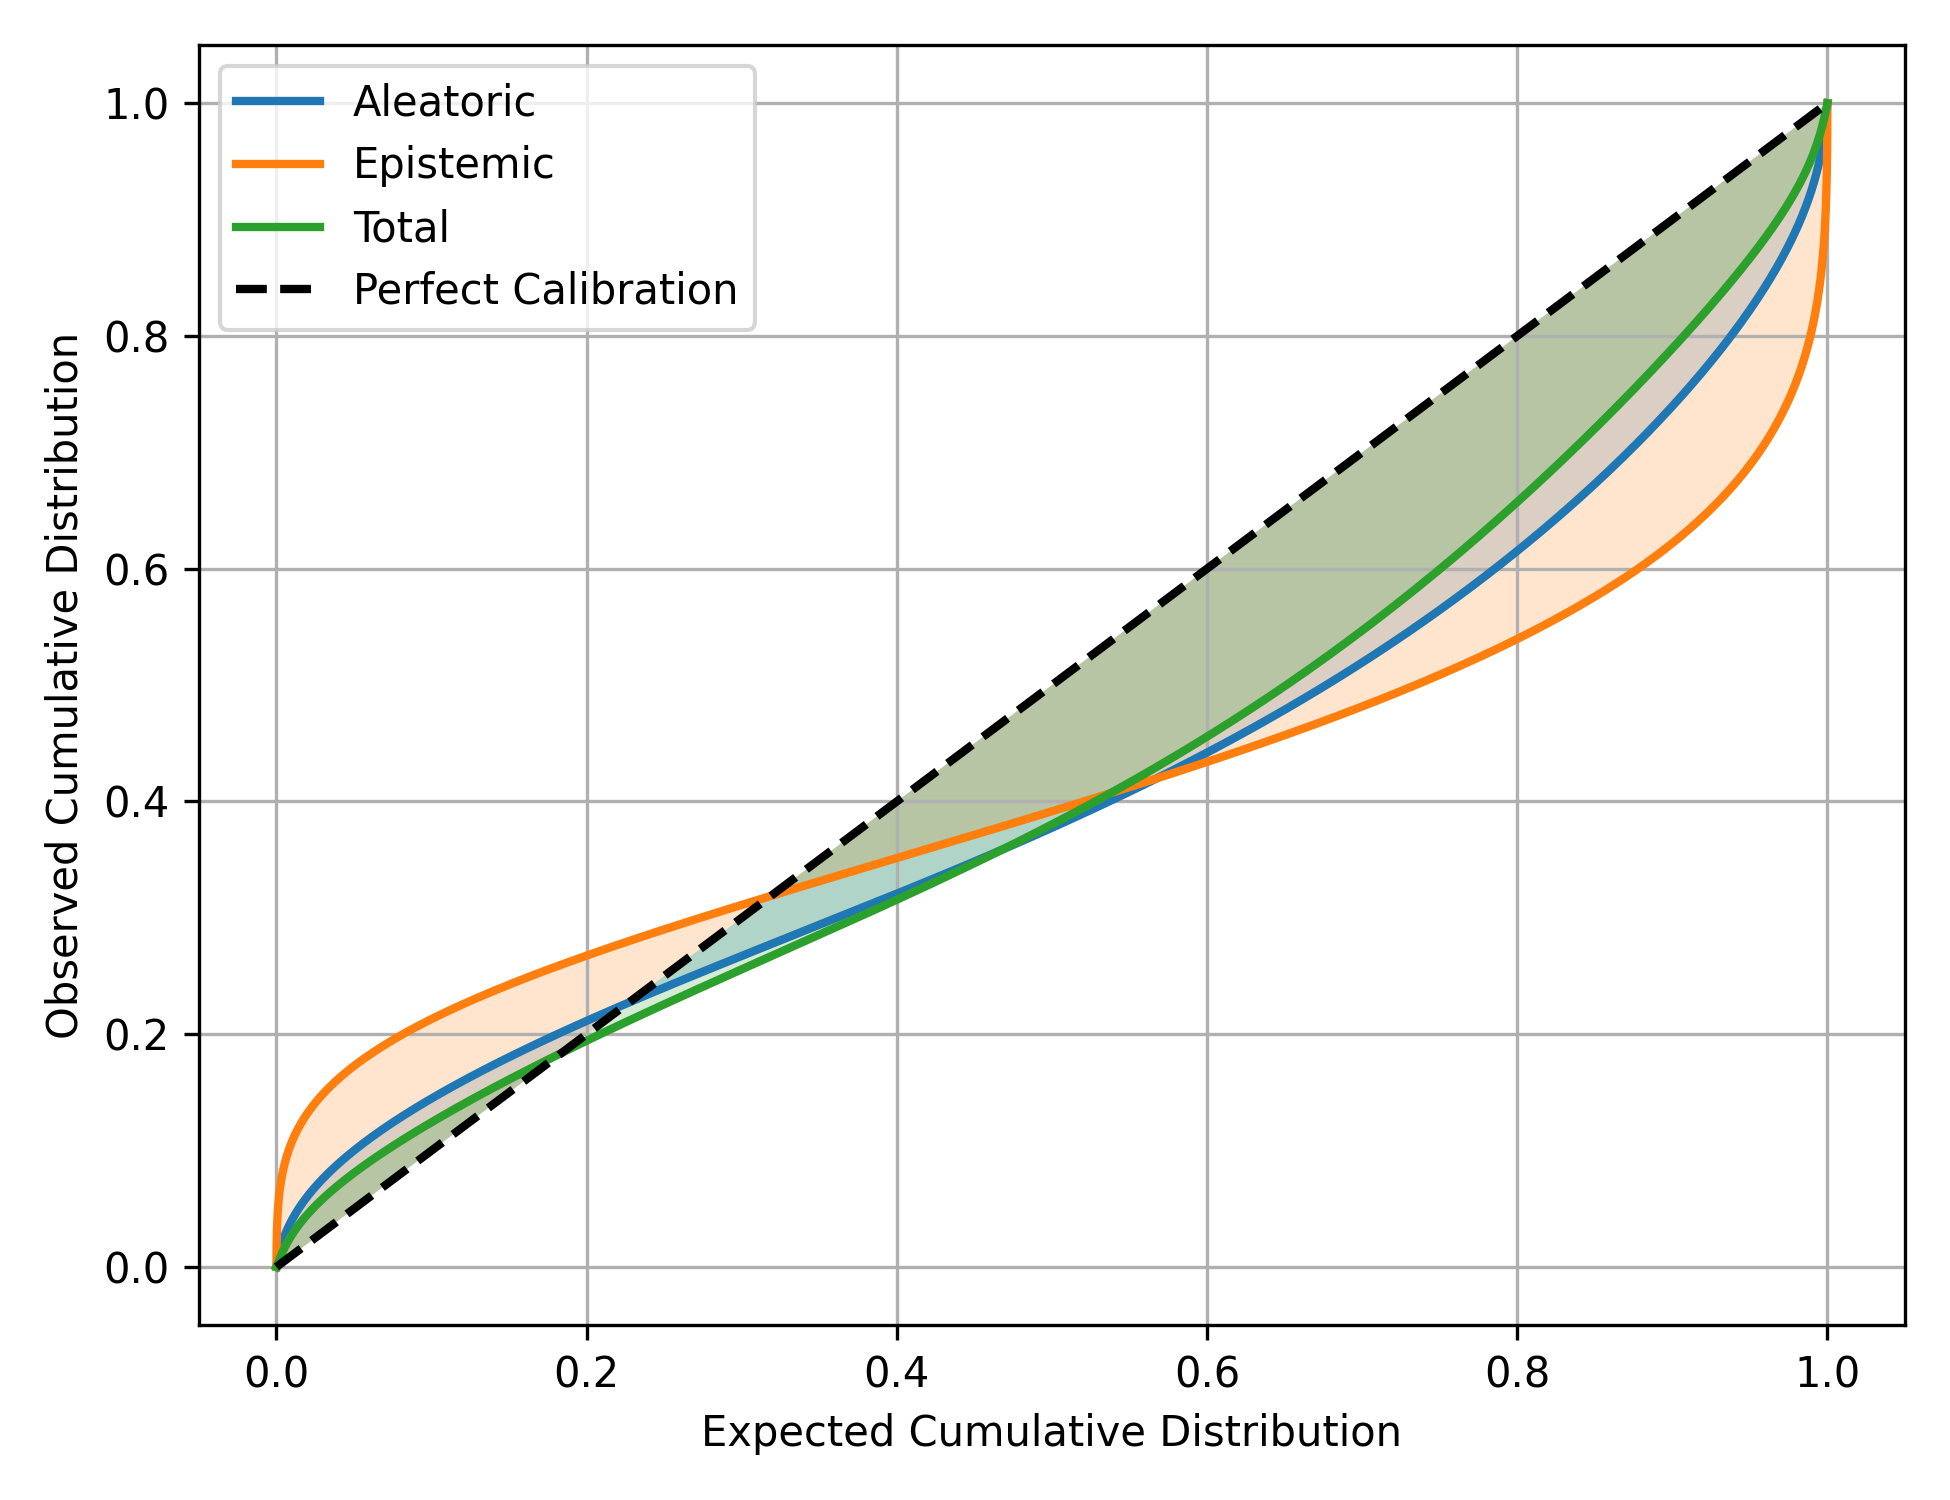 Aleatoric
Epistemic
Total
Perfect Calibration
Observed Cumulative Distribution
1.0
0.8
0.6
0.4
0.2
0.0
0.0 0.2 0.4 0.6 0.8 1.0
Expected Cumulative Distribution